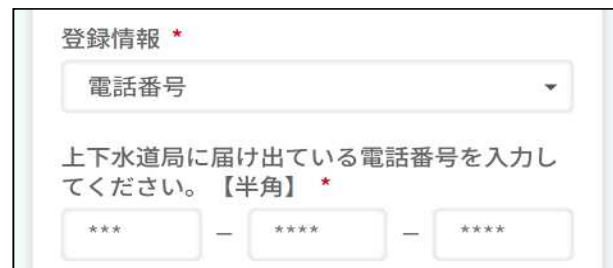 登録情報 *
電話番号
上下水道局に届け出ている電話番号を入力し
てください。【半角】 *
*** － **** － ****